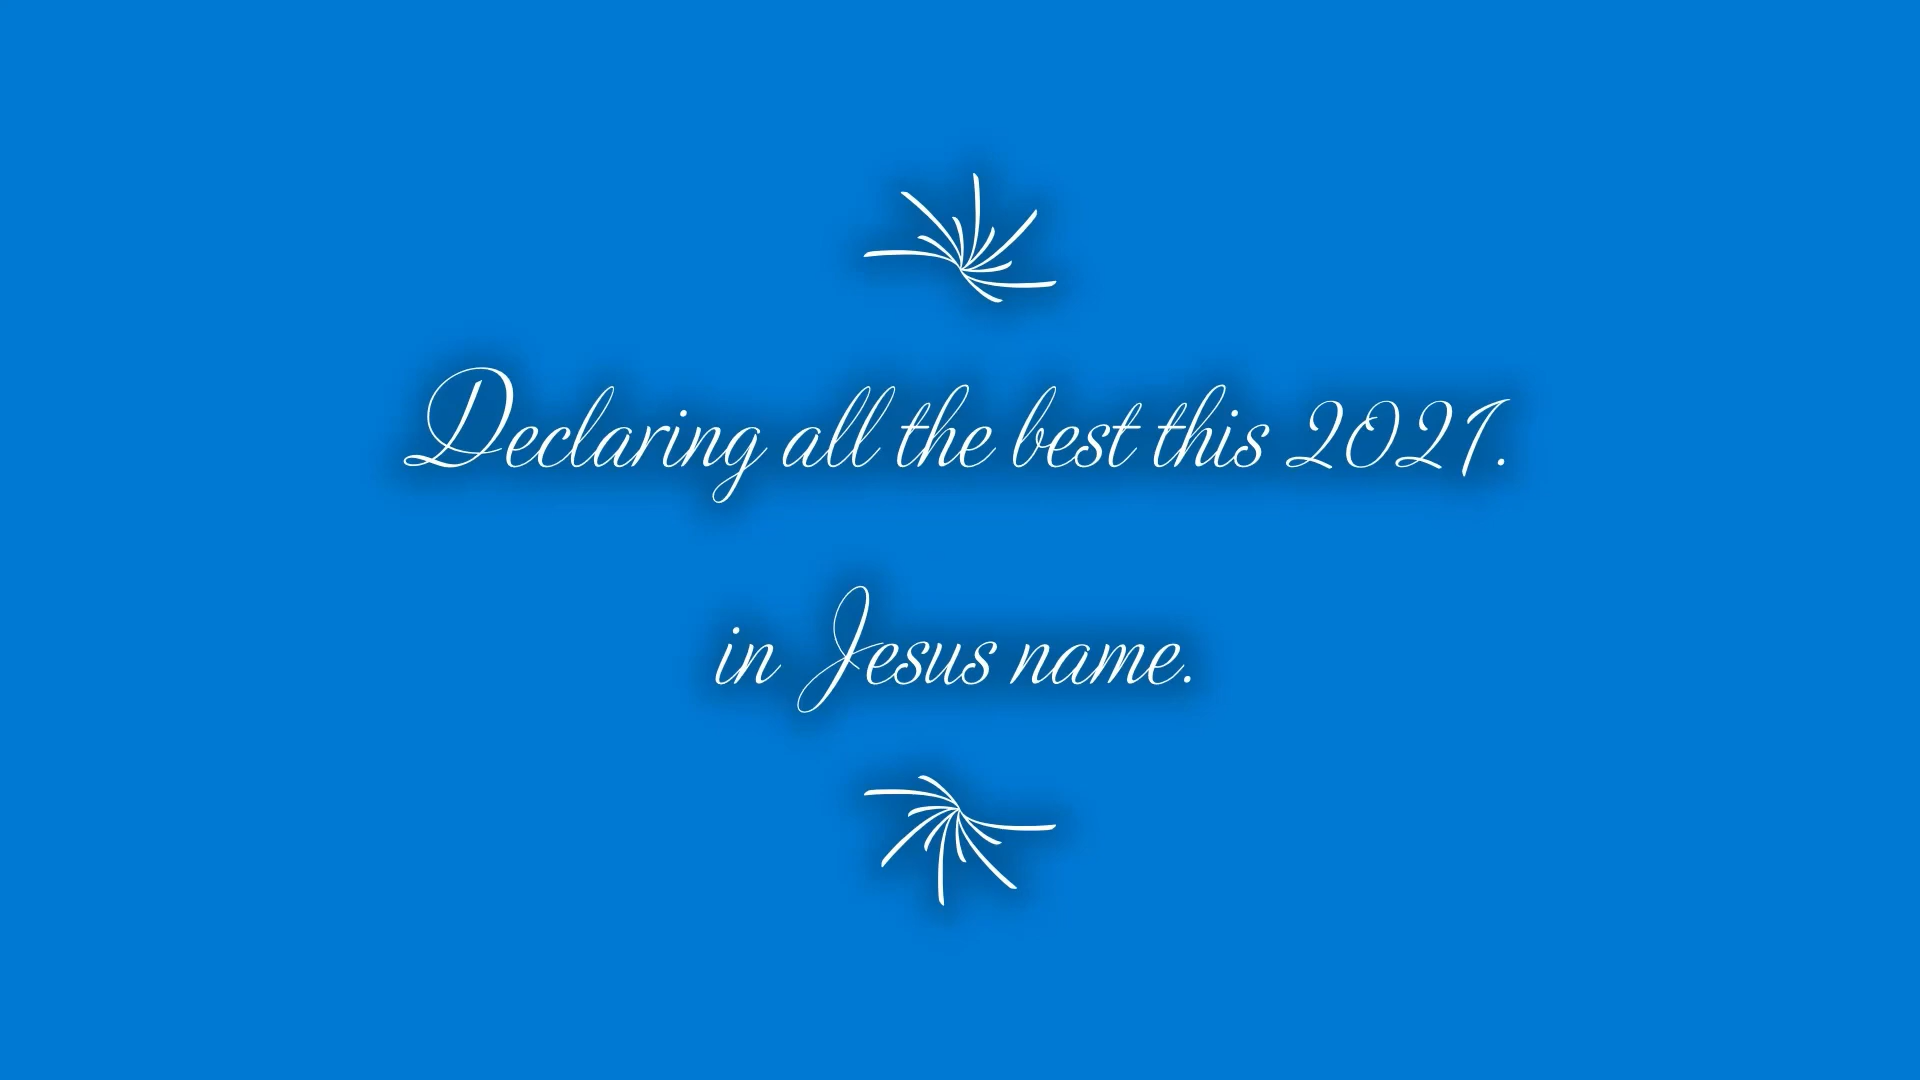 Declaring all the best this 2021.
in Jesus name.